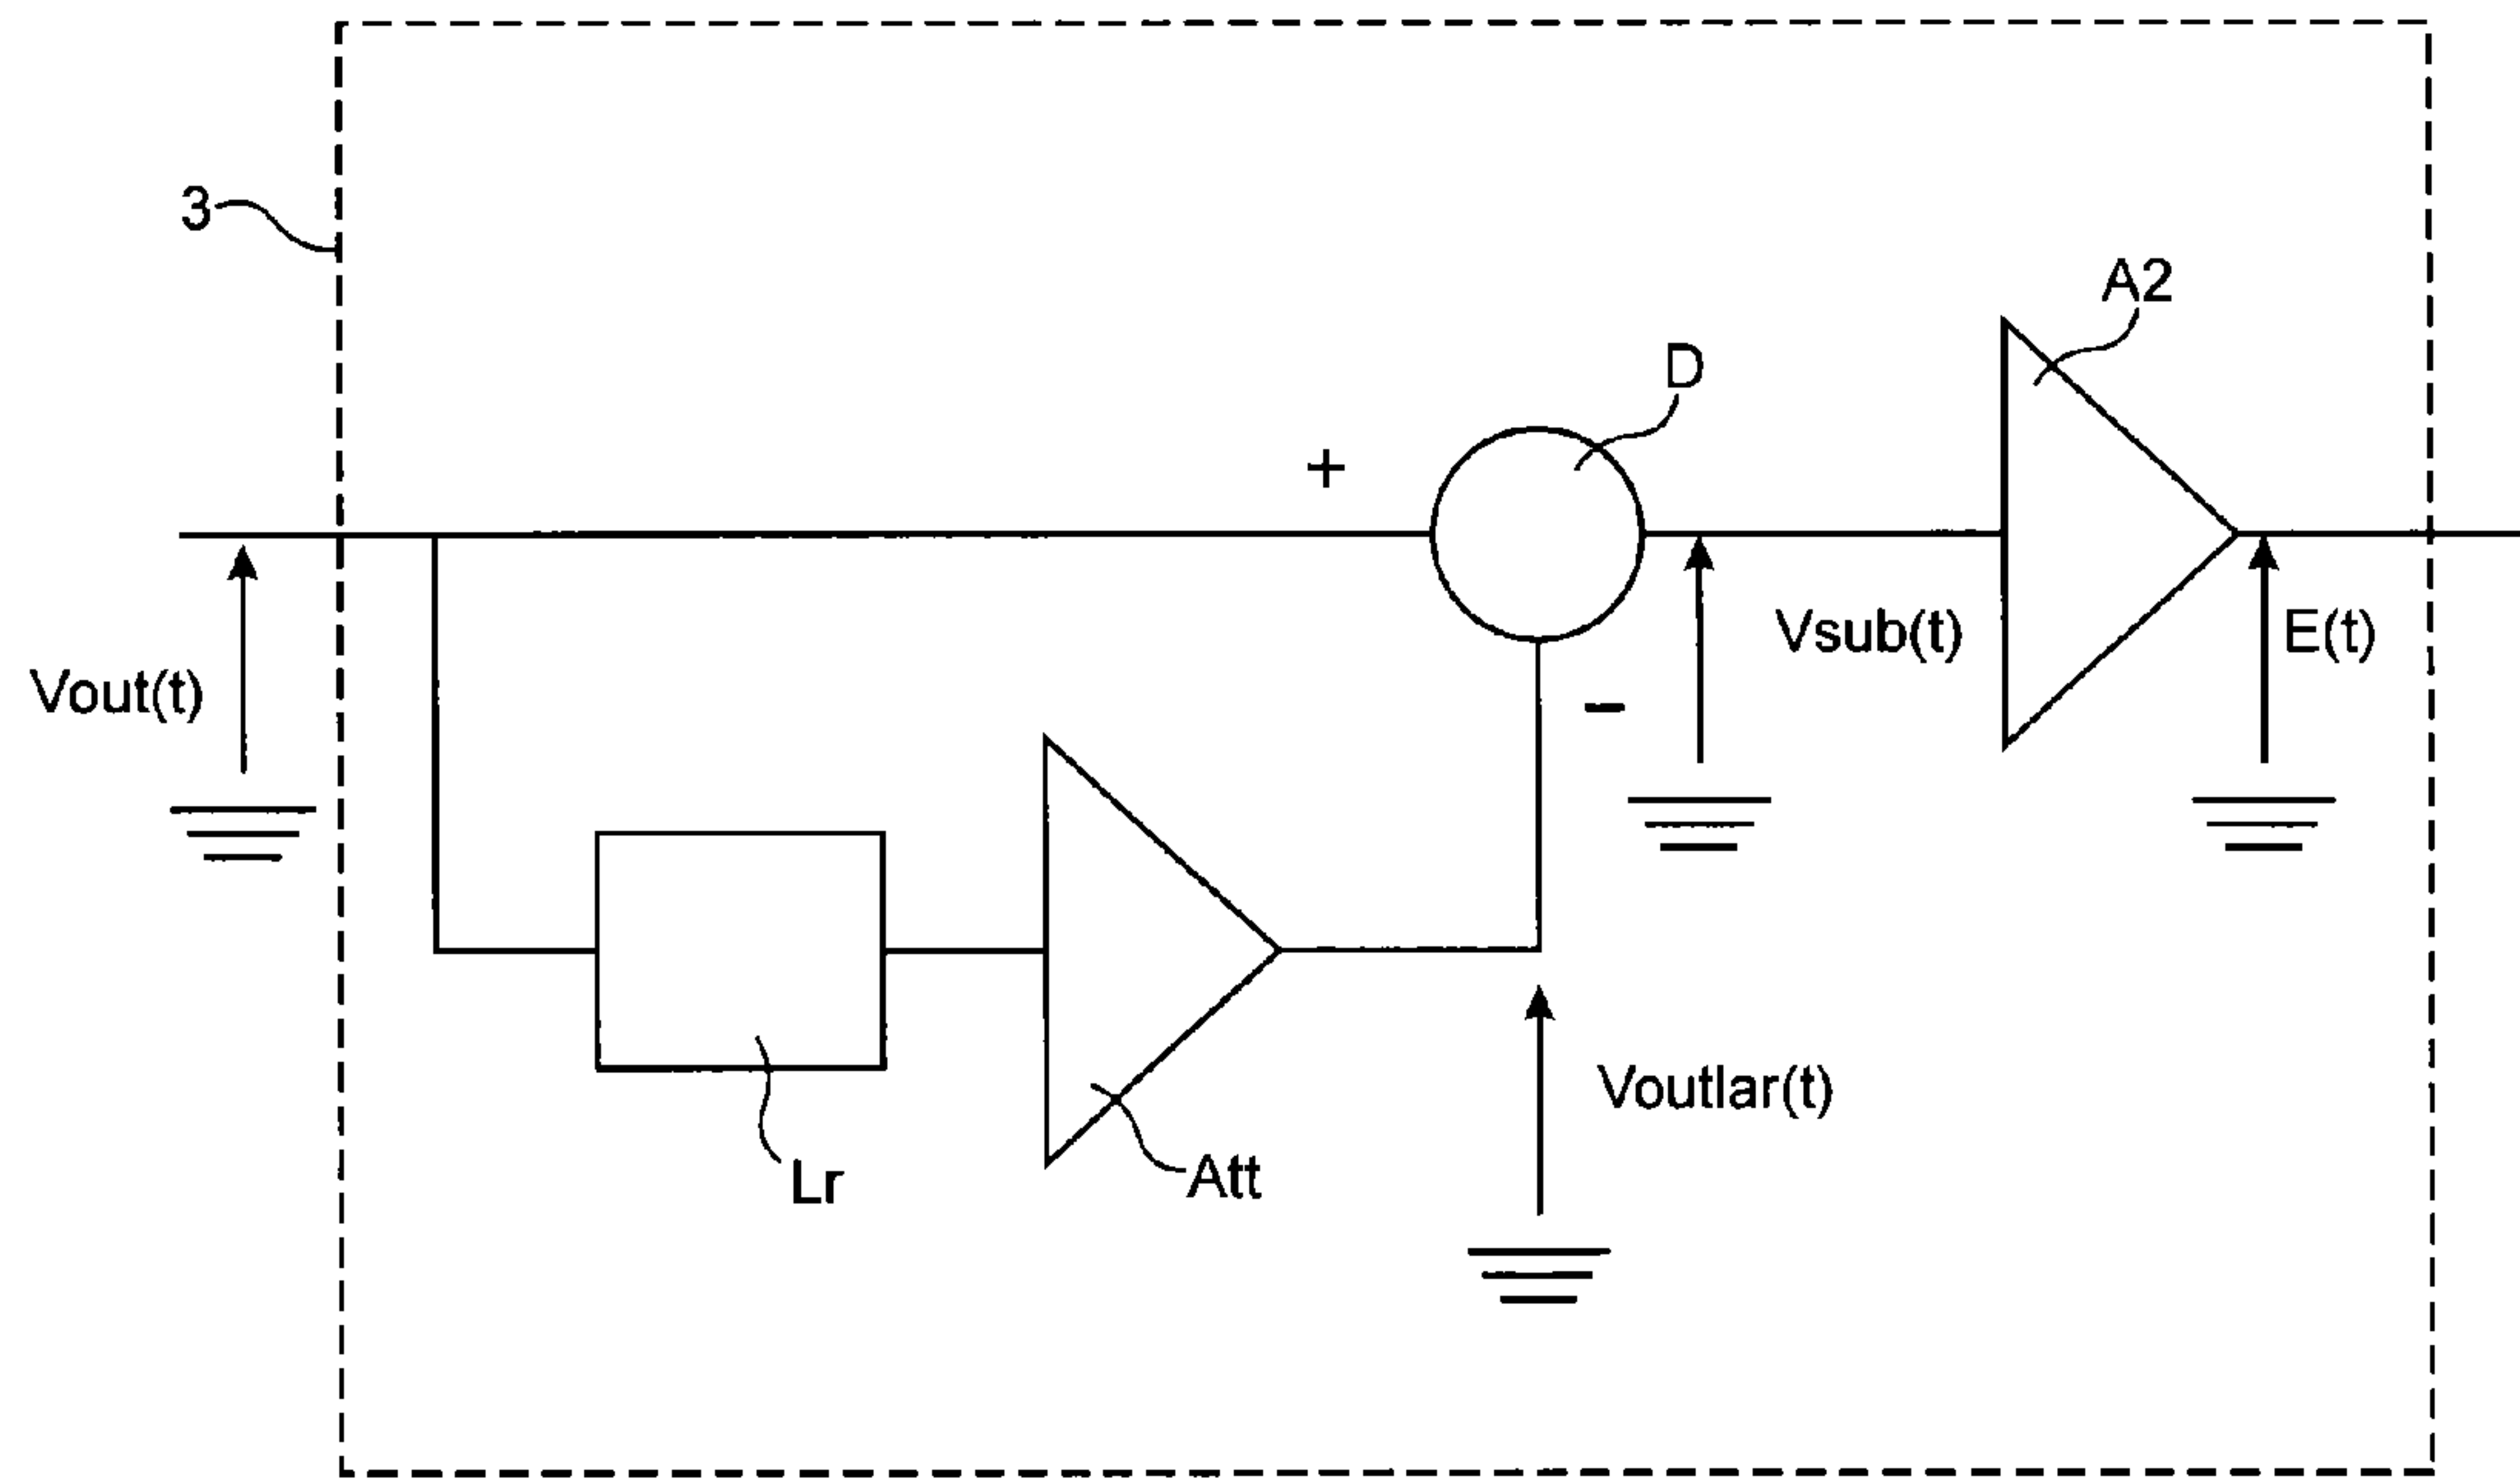 3
A2
D
+
Vsub(t)
E(t)
Vout(t)
-
Voutlar(t)
Lr
Att